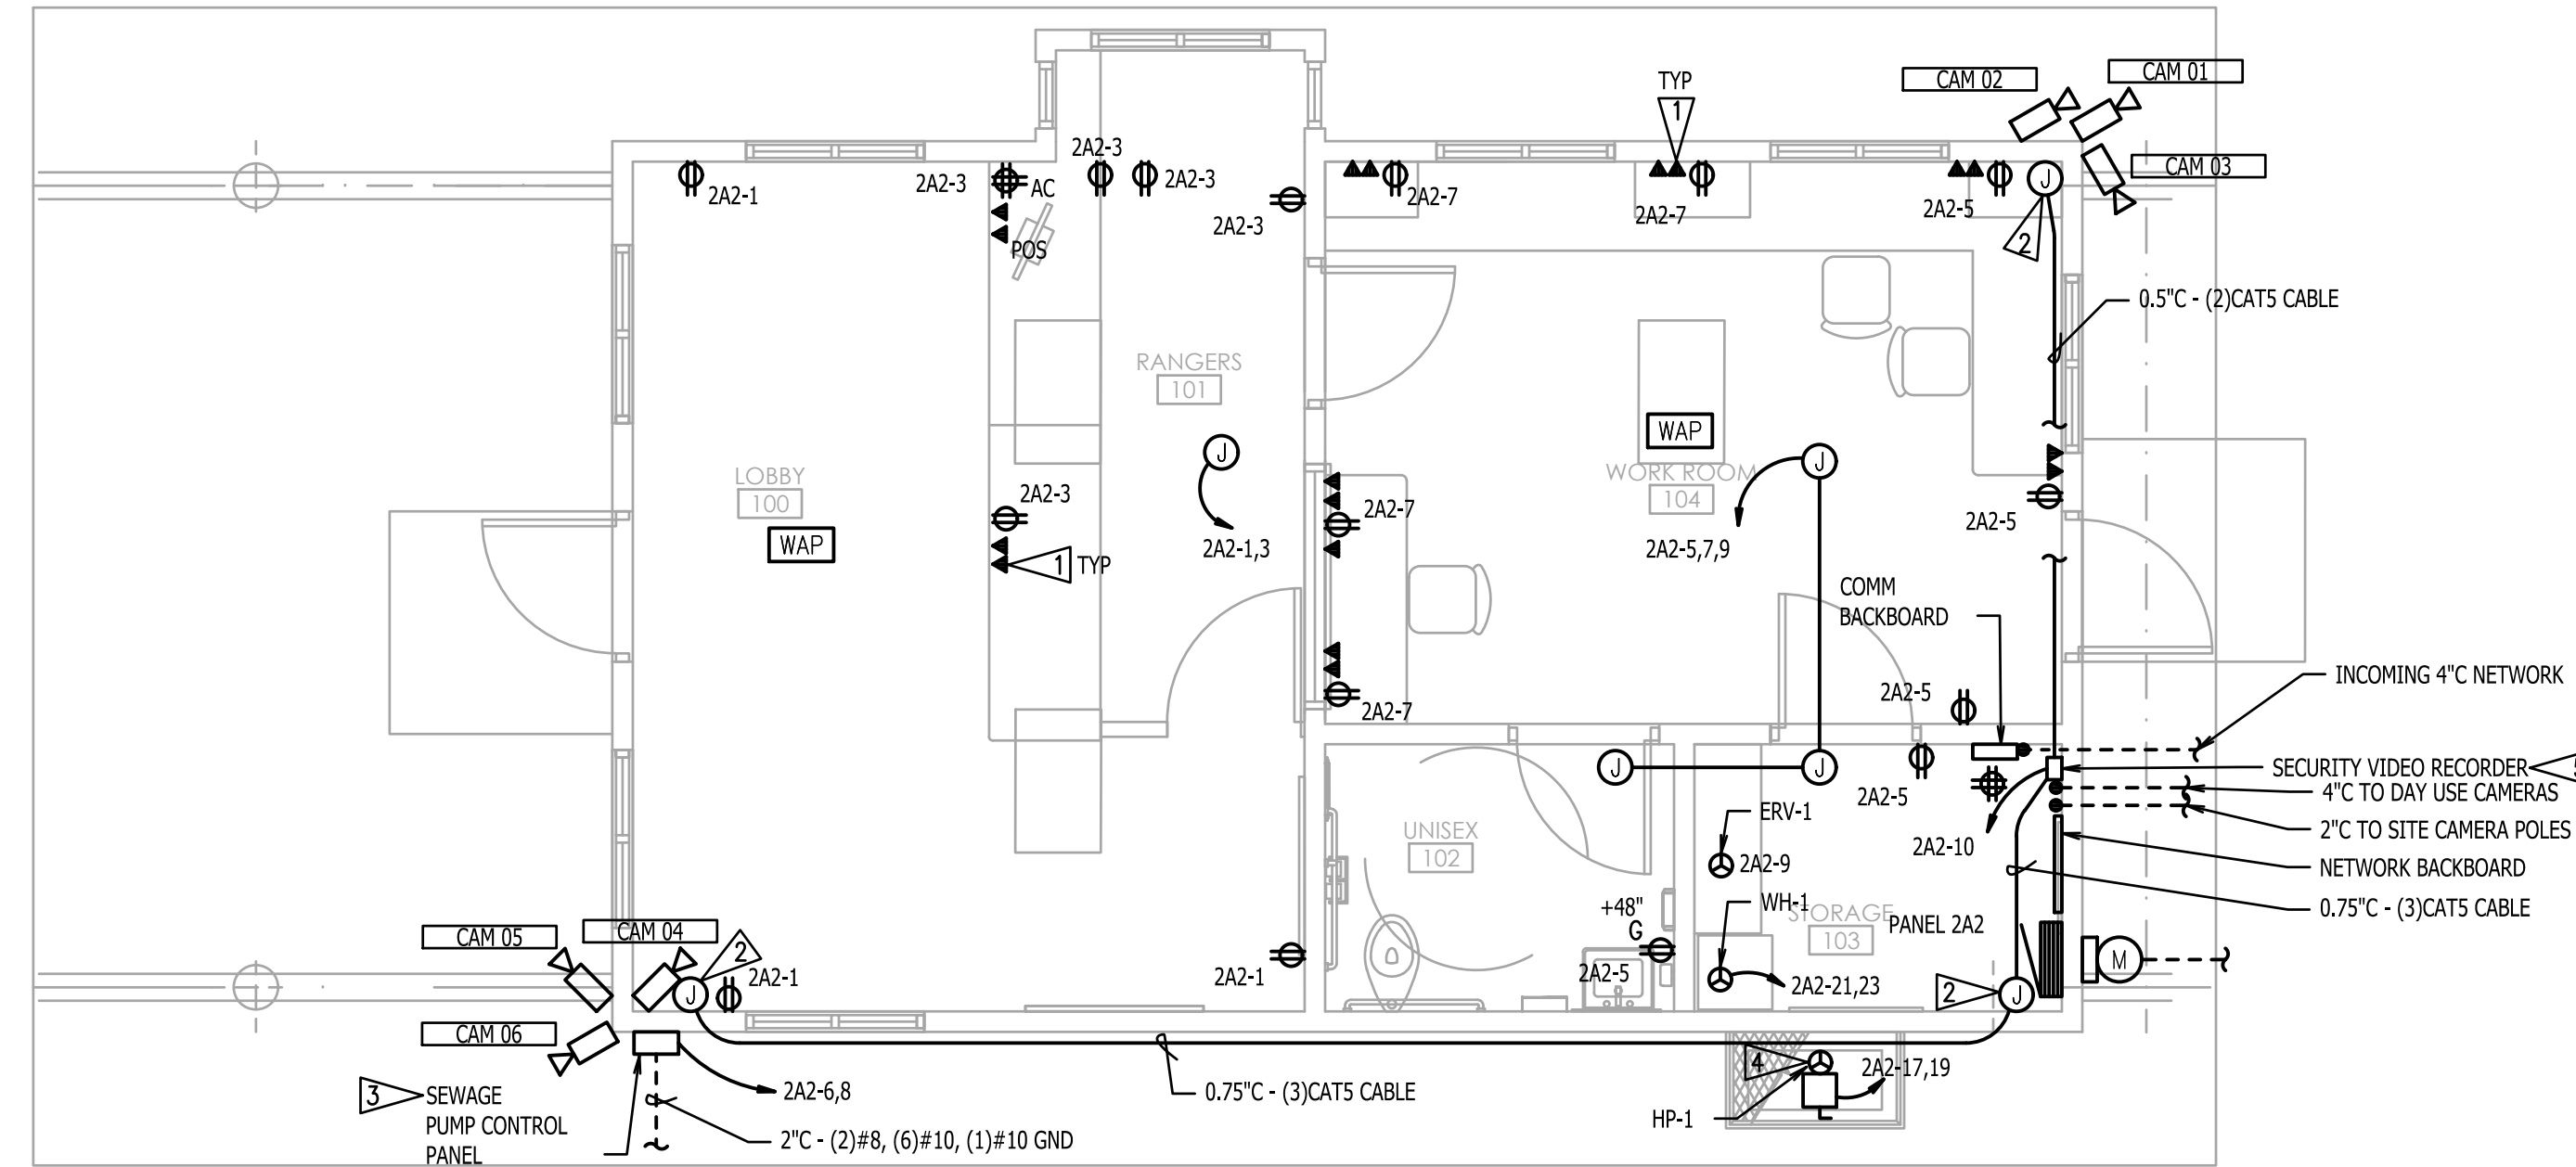 TYP
1
CAM 02
CAM 01
CAM 03
2A2-3
2A2-1
2A2-3
AC
2A2-3
2A2-3
POS
2A2-7
2A2-7
2A2-5
J
2
0.5"C - (2)CAT5 CABLE
RANGERS
101
WAP
J
J
LOBBY
100
WORK ROOM
104
2A2-3
2A2-7
2A2-5
WAP
2A2-1,3
2A2-5,7,9
1
TYP
COMM
BACKBOARD
INCOMING 4"C NETWORK
2A2-7
2A2-5
J
J
SECURITY VIDEO RECORDER
2A2-5
4"C TO DAY USE CAMERAS
ERV-1
2"C TO SITE CAMERA POLES
UNISEX
102
2A2-9
2A2-10
NETWORK BACKBOARD
+48"
G
WH-1
STORAGE
103
PANEL 2A2
0.75"C - (3)CAT5 CABLE
CAM 05
CAM 04
2
J
2A2-1
2A2-1
2A2-5
2A2-21,23
2
J
M
CAM 06
4
2A2-17,19
3
SEWAGE
PUMP CONTROL
PANEL
2A2-6,8
0.75"C - (3)CAT5 CABLE
HP-1
2"C - (2)#8, (6)#10, (1)#10 GND